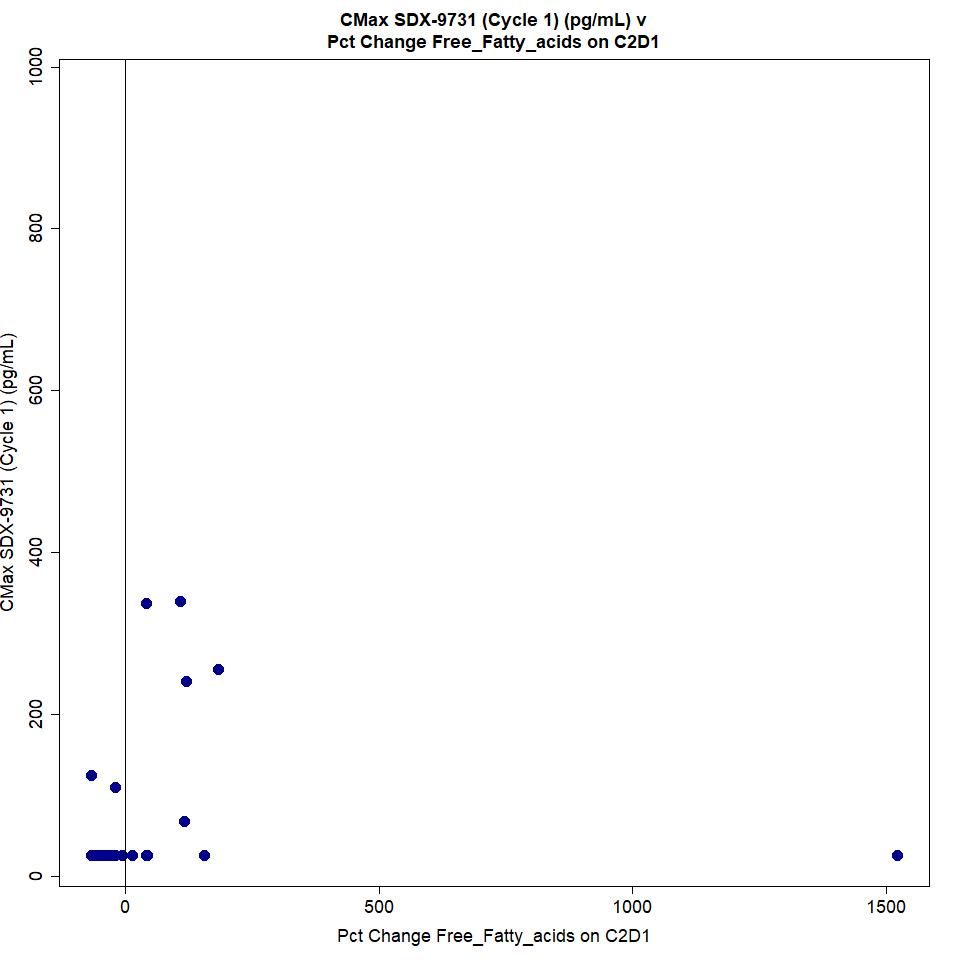 CMax SDX-9731 (Cycle 1) (pg/mL) v
Pct Change Free_Fatty_acids on C2D1
1000
800
600
400
200
0
CMax SDX-9731 (Cycle 1) (pg/mL)
0 500 1000 1500
Pct Change Free_Fatty_acids on C2D1